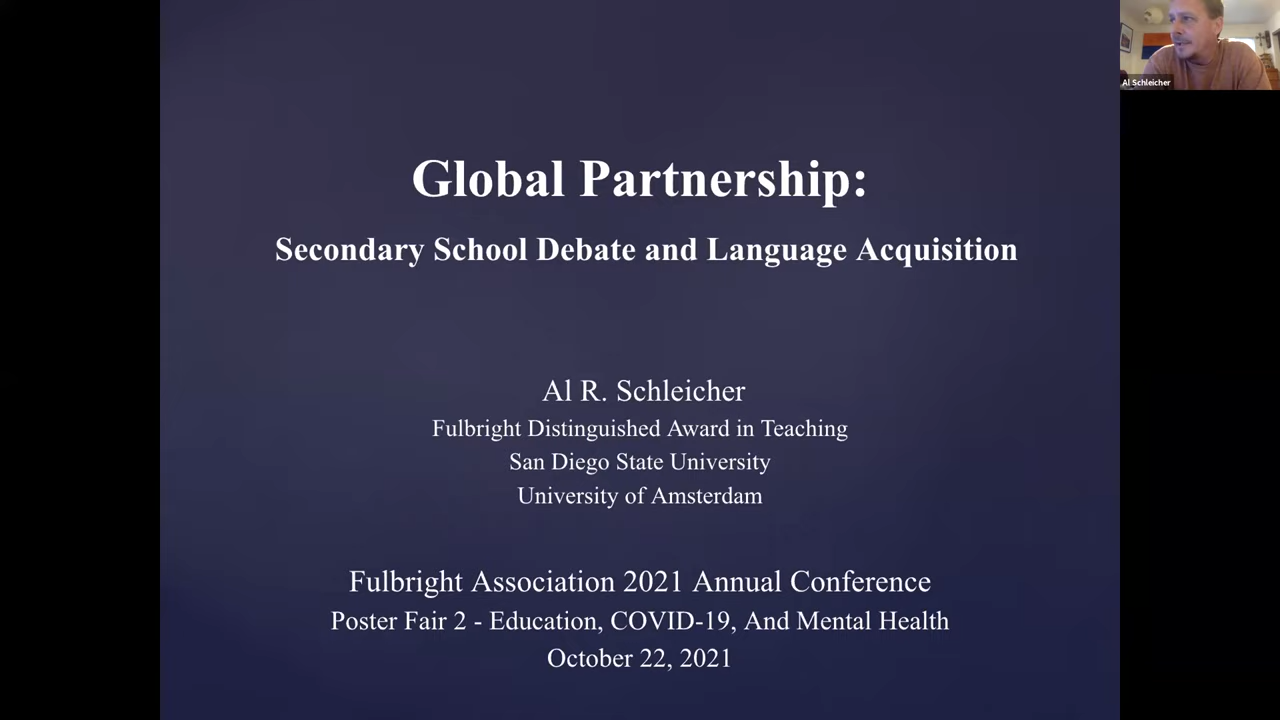 Al Schleicher
Global Partnership:
Secondary School Debate and Language Acquisition
Al R. Schleicher
Fulbright Distinguished Award in Teaching
San Diego State University
University of Amsterdam
Fulbright Association 2021 Annual Conference
Poster Fair 2 - Education, COVID-19, And Mental Health
October 22, 2021